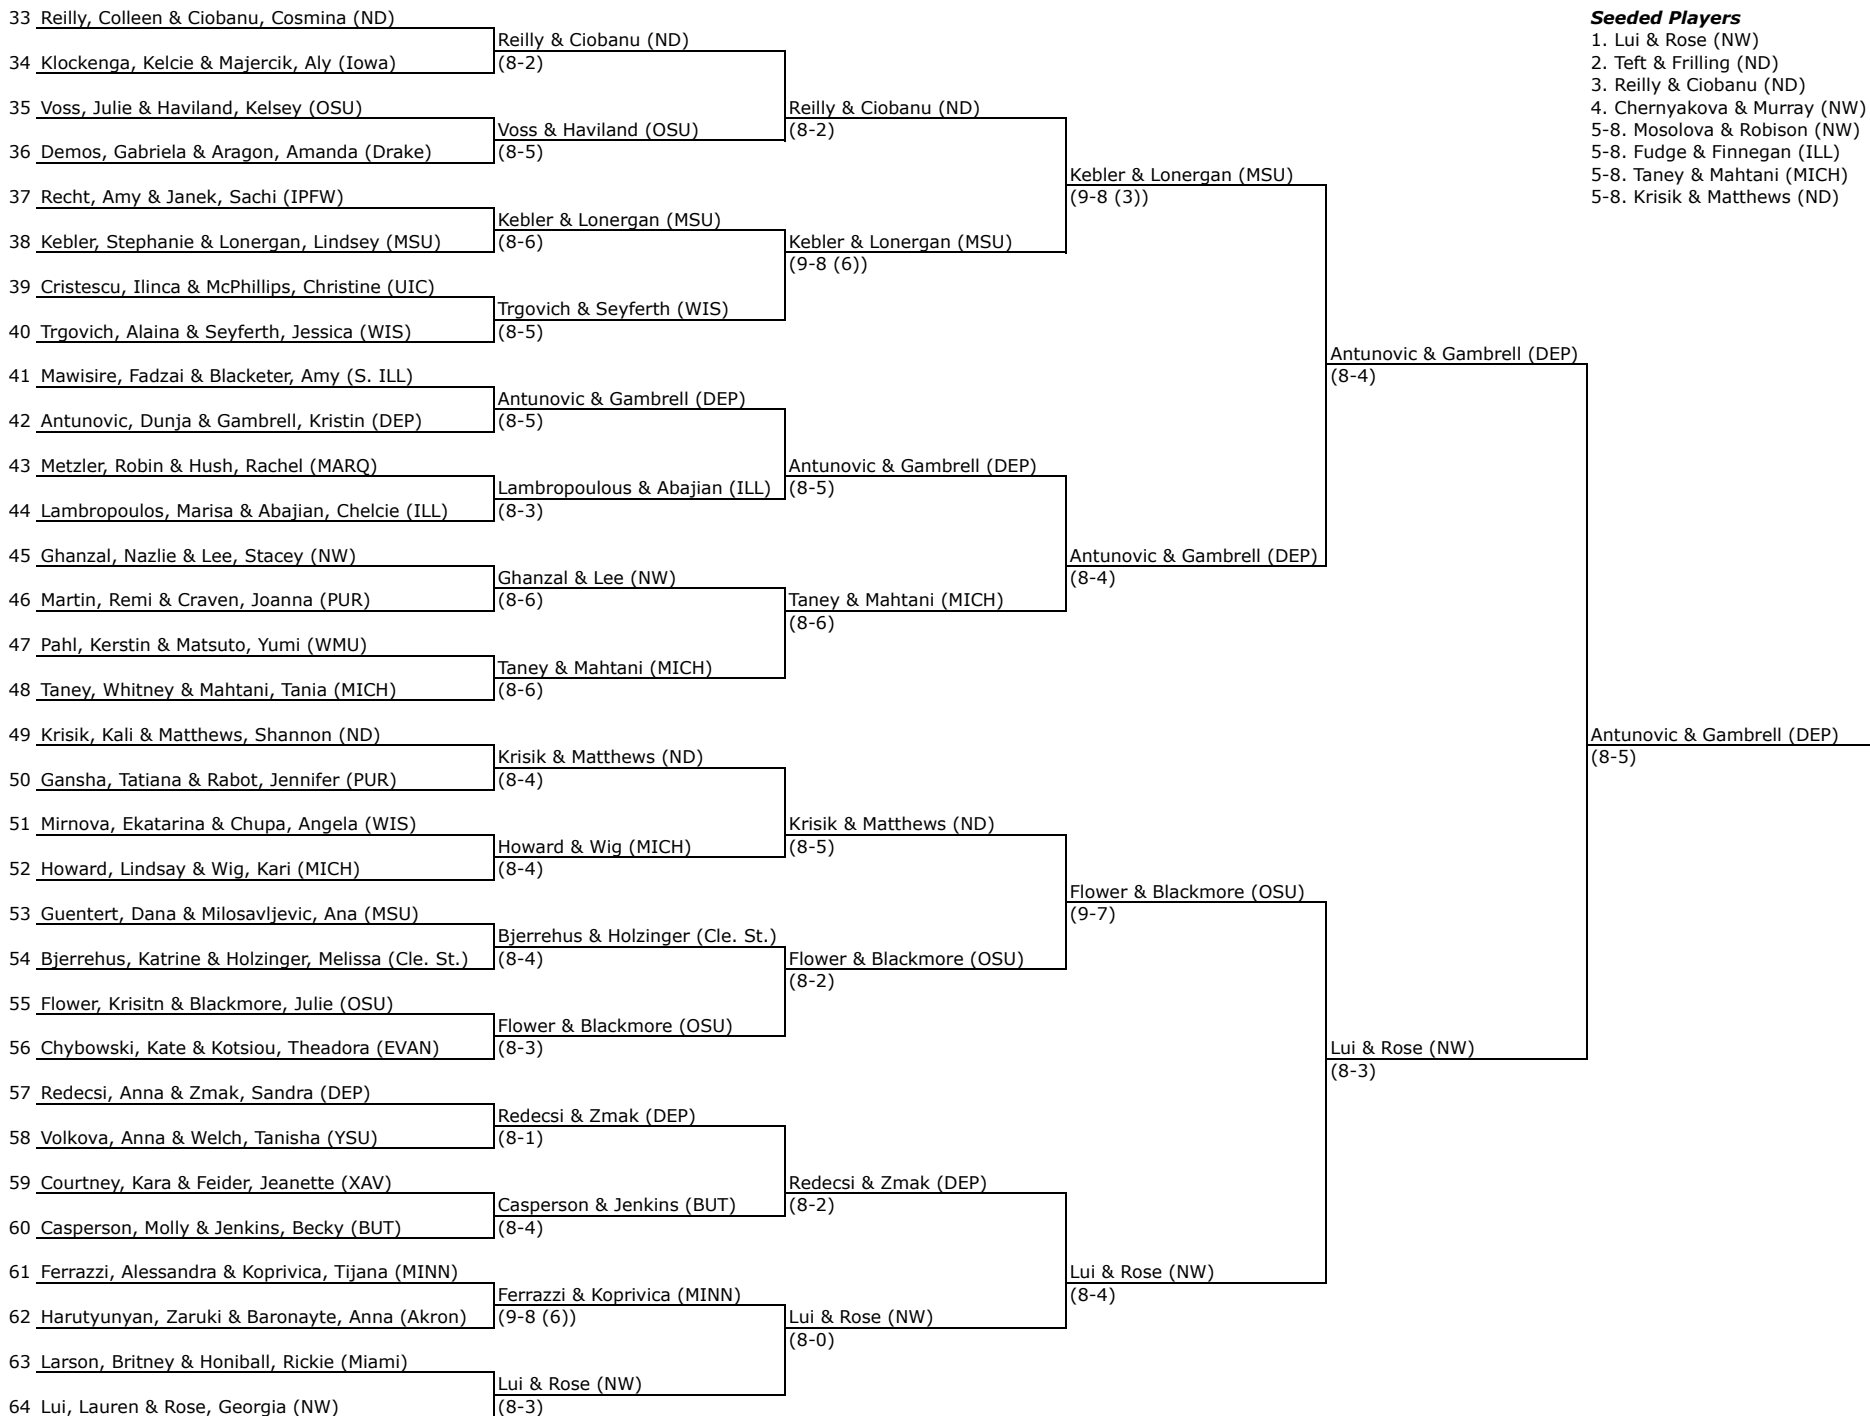 33 Reilly, Colleen & Ciobanu, Cosmina (ND)
34 Klockenga, Kelcie & Majercik, Aly (Iowa)
35 Voss, Julie & Haviland, Kelsey (OSU)
36 Demos, Gabriela & Aragon, Amanda (Drake)
37 Recht, Amy & Janek, Sachi (IPFW)
38 Kebler, Stephanie & Lonergan, Lindsey (MSU)
39 Cristescu, Ilinca & McPhillips, Christine (UIC)
40 Trgovich, Alaina & Seyferth, Jessica (WIS)
41 Mawisire, Fadzai & Blacketer, Amy (S. ILL)
42 Antunovic, Dunja & Gambrell, Kristin (DEP)
43 Metzler, Robin & Hush, Rachel (MARQ)
44 Lambropoulos, Marisa & Abajian, Chelcie (ILL)
45 Ghanzal, Nazlie & Lee, Stacey (NW)
46 Martin, Remi & Craven, Joanna (PUR)
47 Pahl, Kerstin & Matsuto, Yumi (WMU)
48 Taney, Whitney & Mahtani, Tania (MICH)
49 Krisik, Kali & Matthews, Shannon (ND)
50 Gansha, Tatiana & Rabot, Jennifer (PUR)
51 Mirnova, Ekatarina & Chupa, Angela (WIS)
52 Howard, Lindsay & Wig, Kari (MICH)
53 Guentert, Dana & Milosavljevic, Ana (MSU)
54 Bjerrehus, Katrine & Holzinger, Melissa (Cle. St.)
55 Flower, Krisitn & Blackmore, Julie (OSU)
56 Chybowski, Kate & Kotsiou, Theadora (EVAN)
57 Redecsi, Anna & Zmak, Sandra (DEP)
58 Volkova, Anna & Welch, Tanisha (YSU)
59 Courtney, Kara & Feider, Jeanette (XAV)
60 Casperson, Molly & Jenkins, Becky (BUT)
61 Ferrazzi, Alessandra & Koprivica, Tijana (MINN)
62 Harutyunyan, Zaruki & Baronayte, Anna (Akron)
63 Larson, Britney & Honiball, Rickie (Miami)
64 Lui, Lauren & Rose, Georgia (NW)
Reilly & Ciobanu (ND)
(8-2)
Voss & Haviland (OSU)
(8-5)
Kebler & Lonergan (MSU)
(8-6)
Trgovich & Seyferth (WIS)
(8-5)
Antunovic & Gambrell (DEP)
(8-5)
Lambropoulous & Abajian (ILL)
(8-3)
Ghanzal & Lee (NW)
(8-6)
Taney & Mahtani (MICH)
(8-6)
Krisik & Matthews (ND)
(8-4)
Howard & Wig (MICH)
(8-4)
Bjerrehus & Holzinger (Cle. St.)
(8-4)
Flower & Blackmore (OSU)
(8-3)
Redecsi & Zmak (DEP)
(8-1)
Casperson & Jenkins (BUT)
(8-4)
Ferrazzi & Koprivica (MINN)
(9-8 (6))
Lui & Rose (NW)
(8-3)
Reilly & Ciobanu (ND)
(8-2)
Kebler & Lonergan (MSU)
(9-8 (6))
Antunovic & Gambrell (DEP)
(8-5)
Taney & Mahtani (MICH)
(8-6)
Krisik & Matthews (ND)
(8-5)
Flower & Blackmore (OSU)
(8-2)
Redecsi & Zmak (DEP)
(8-2)
Lui & Rose (NW)
(8-0)
Kebler & Lonergan (MSU)
(9-8 (3))
Antunovic & Gambrell (DEP)
(8-4)
Flower & Blackmore (OSU)
(9-7)
Lui & Rose (NW)
(8-4)
Antunovic & Gambrell (DEP)
(8-4)
Lui & Rose (NW)
(8-3)
Antunovic & Gambrell (DEP)
(8-5)
Seeded Players
1. Lui & Rose (NW)
2. Teft & Frilling (ND)
3. Reilly & Ciobanu (ND)
4. Chernyakova & Murray (NW)
5-8. Mosolova & Robison (NW)
5-8. Fudge & Finnegan (ILL)
5-8. Taney & Mahtani (MICH)
5-8. Krisik & Matthews (ND)